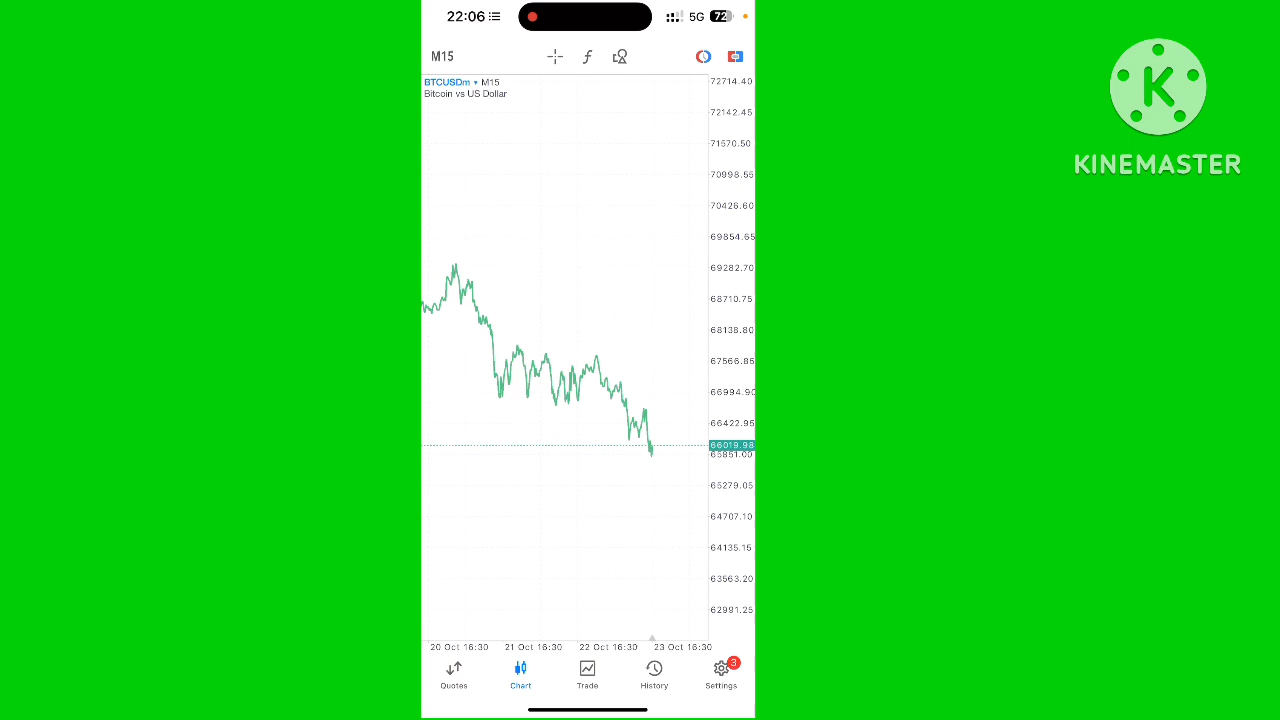 22:06
5G
72
M15
BTCUSDm M15
Bitcoin vs US Dollar
72714.40
72142.45
71570.50
70998.55
70426.60
69854.65
69282.70
68710.75
68138.80
67566.85
66994.90
66422.95
66019.98
65851.00
65279.05
64707.10
64135.15
63563.20
62991.25
20 Oct 16:30
21 Oct 16:30
22 Oct 16:30
23 Oct 16:30
3
Quotes
Chart
Trade
History
Settings
K
KINEMASTER